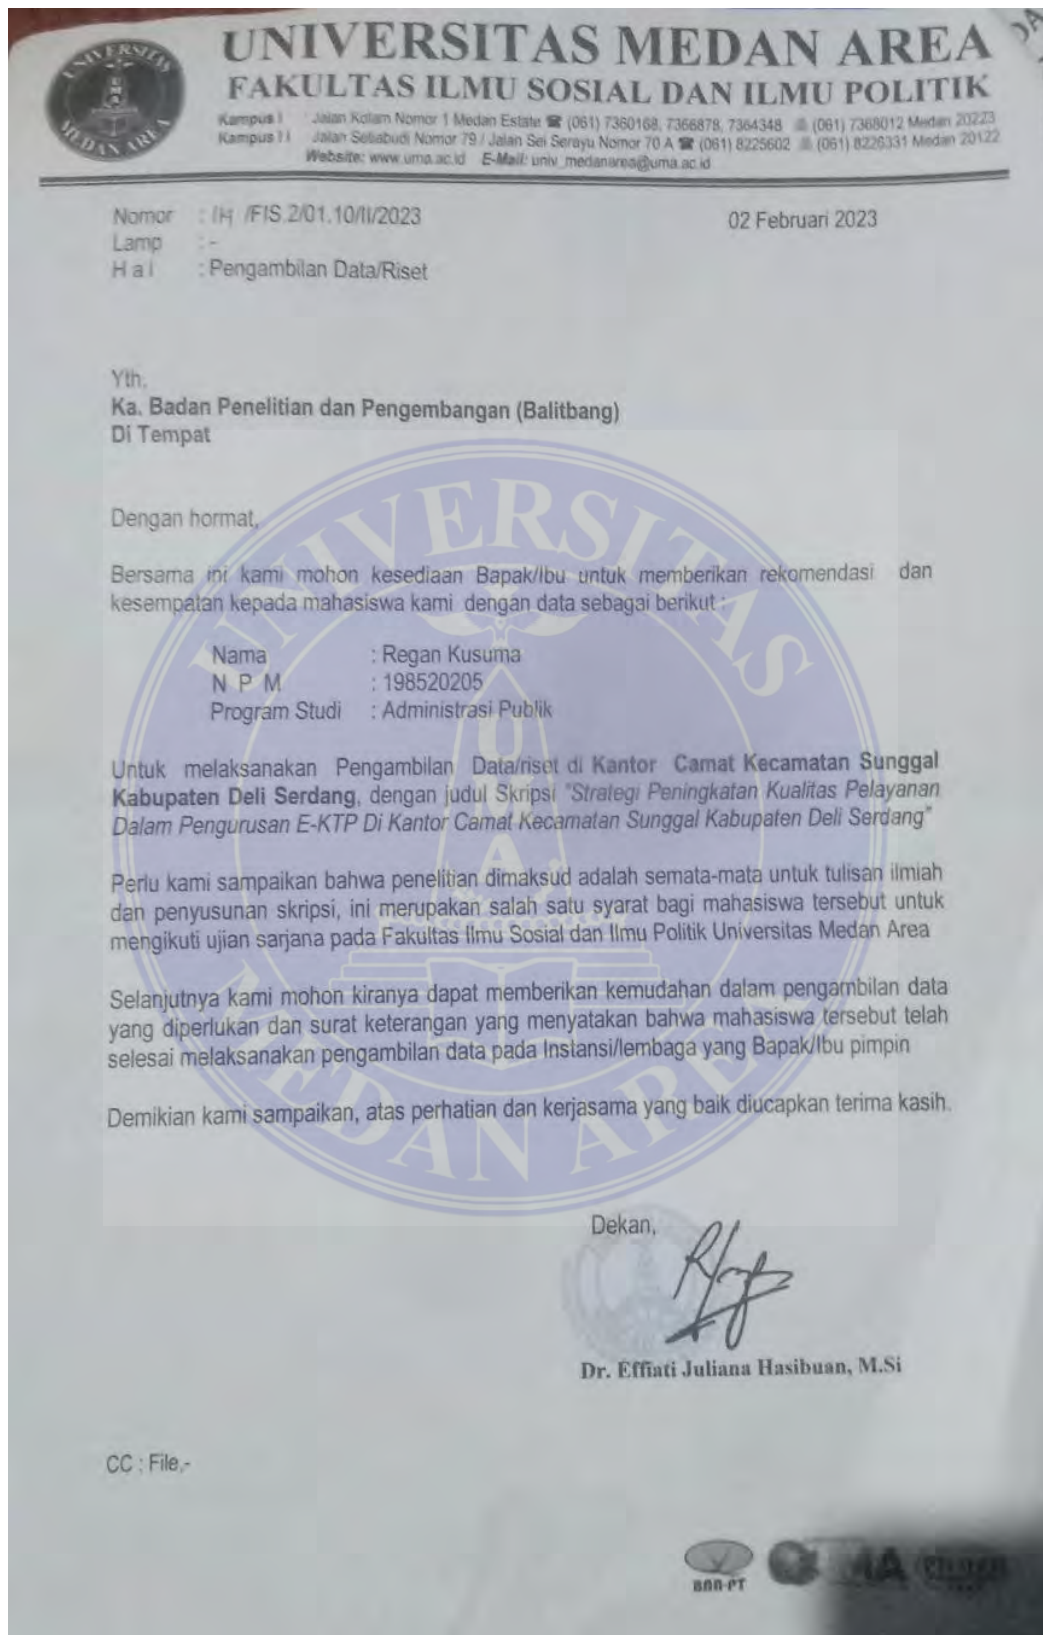 UNIVERSITAS MEDAN AREA
FAKULTAS ILMU SOSIAL DAN ILMU POLITIK
Kampus I : Jalan Kolam Nomor 1 Medan Estate ☎ (061) 7360168, 7366878, 7364348 (061) 7368012 Medan 20223
Kampus II Jalan Setiabudi Nomor 79 / Jalan Sei Serayu Nomor 70 A ☎ (061) 8225602 (061) 8226331 Medan 20122
Website: www.uma.ac.id E-Mail: univ_medanarea@uma.ac.id
UNIVERSITAS
UMA
MEDAN AREA
Nomor : /FIS.2/01.10/II/2023
02 Februari 2023
Lamp : -
Hal : Pengambilan Data/Riset
Yth.
Ka. Badan Penelitian dan Pengembangan (Balitbang)
Di Tempat
Dengan hormat,
Bersama ini kami mohon kesediaan Bapak/Ibu untuk memberikan rekomendasi dan
kesempatan kepada mahasiswa kami dengan data sebagai berikut :
Nama : Regan Kusuma
N P M : 198520205
Program Studi : Administrasi Publik
Untuk melaksanakan Pengambilan Data/riset di Kantor Camat Kecamatan Sunggal
Kabupaten Deli Serdang, dengan judul Skripsi "Strategi Peningkatan Kualitas Pelayanan
Dalam Pengurusan E-KTP Di Kantor Camat Kecamatan Sunggal Kabupaten Deli Serdang"
Perlu kami sampaikan bahwa penelitian dimaksud adalah semata-mata untuk tulisan ilmiah
dan penyusunan skripsi, ini merupakan salah satu syarat bagi mahasiswa tersebut untuk
mengikuti ujian sarjana pada Fakultas Ilmu Sosial dan Ilmu Politik Universitas Medan Area
Selanjutnya kami mohon kiranya dapat memberikan kemudahan dalam pengambilan data
yang diperlukan dan surat keterangan yang menyatakan bahwa mahasiswa tersebut telah
selesai melaksanakan pengambilan data pada Instansi/lembaga yang Bapak/Ibu pimpin
Demikian kami sampaikan, atas perhatian dan kerjasama yang baik diucapkan terima kasih.
UNIVERSITAS
UMA
MEDAN AREA
Dekan,
Dr. Effiati Juliana Hasibuan, M.Si
CC : File,-
BAN-PT